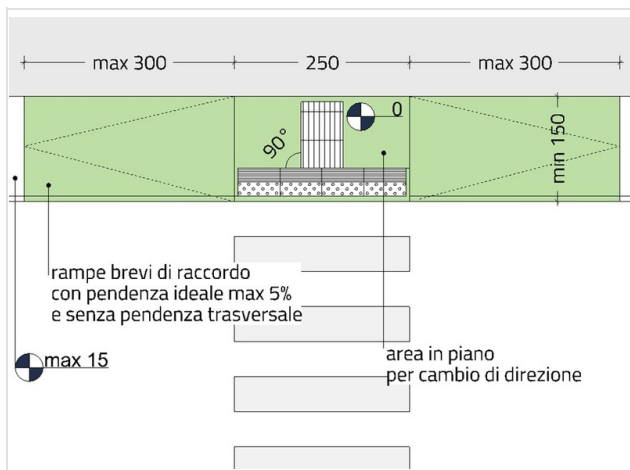 max 300
250
max 300
0
90°
min 150
rampe brevi di raccordo
con pendenza ideale max 5%
e senza pendenza trasversale
max 15
area in piano
per cambio di direzione